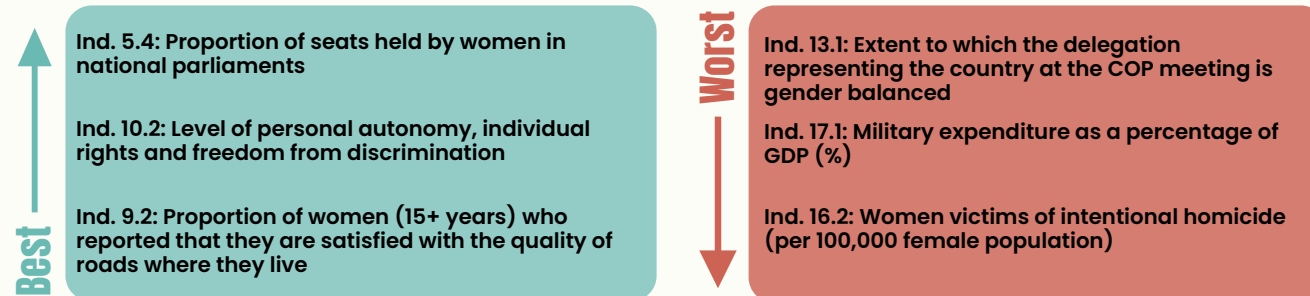 Best
Ind. 5.4: Proportion of seats held by women in
national parliaments
Ind. 10.2: Level of personal autonomy, individual
rights and freedom from discrimination
Ind. 9.2: Proportion of women (15+ years) who
reported that they are satisfied with the quality of
roads where they live
Worst
Ind. 13.1: Extent to which the delegation
representing the country at the COP meeting is
gender balanced
Ind. 17.1: Military expenditure as a percentage of
GDP (%)
Ind. 16.2: Women victims of intentional homicide
(per 100,000 female population)